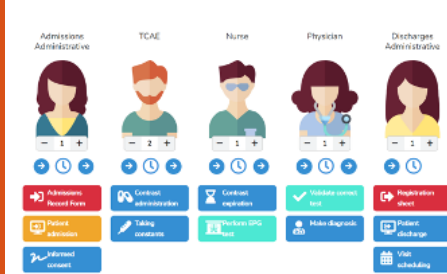 Admissions
Administrative
TCAE
Nurse
Physician
Discharges
Administrative
- 1 +
- 2 +
- 1 +
- 1 +
- 1 +
Admissions
Record Form
Contrast
administration
Contrast
expiration
Validate correct
test
Registration
sheet
Patient
admission
Taking
constants
Perform EPG
test
Make diagnosis
Patient
discharge
Informed
consent
Visit
scheduling